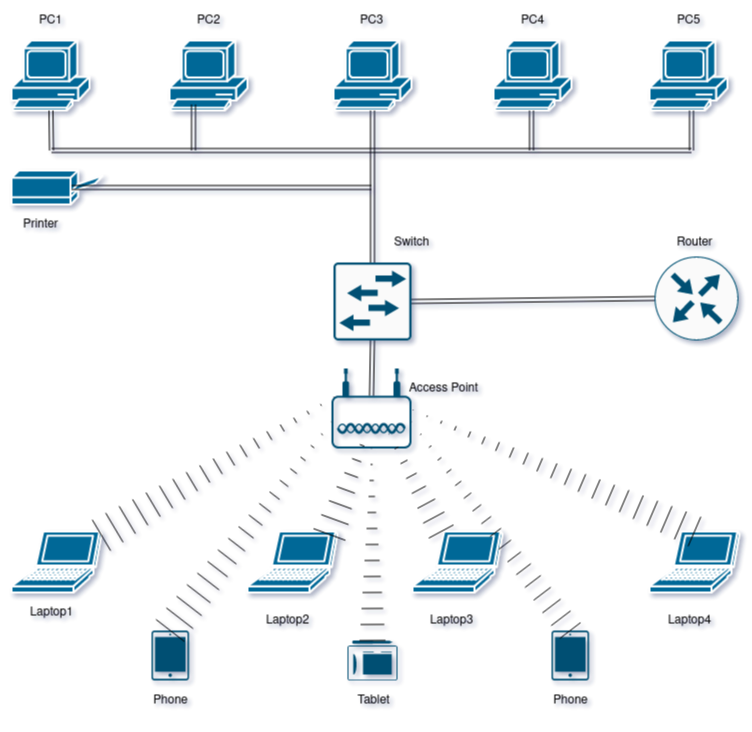 PC1
PC2
PC3
PC4
PC5
Printer
Switch
Router
Access Point
Laptop1
Laptop2
Laptop3
Laptop4
Phone
Tablet
Phone